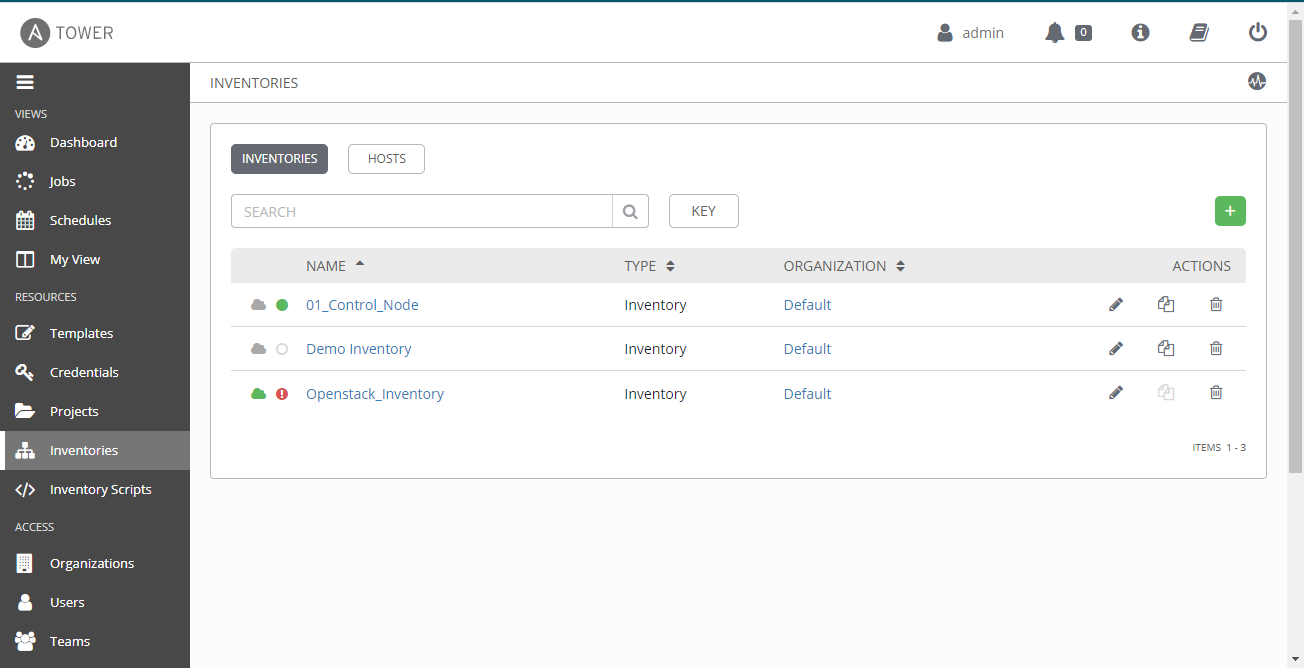 TOWER
admin
0
VIEWS
Dashboard
Jobs
Schedules
My View
RESOURCES
Templates
Credentials
Projects
Inventories
Inventory Scripts
ACCESS
Organizations
Users
Teams
INVENTORIES
INVENTORIES HOSTS
SEARCH KEY +
NAME TYPE ORGANIZATION ACTIONS
01_Control_Node Inventory Default
Demo Inventory Inventory Default
Openstack_Inventory Inventory Default
ITEMS 1 - 3